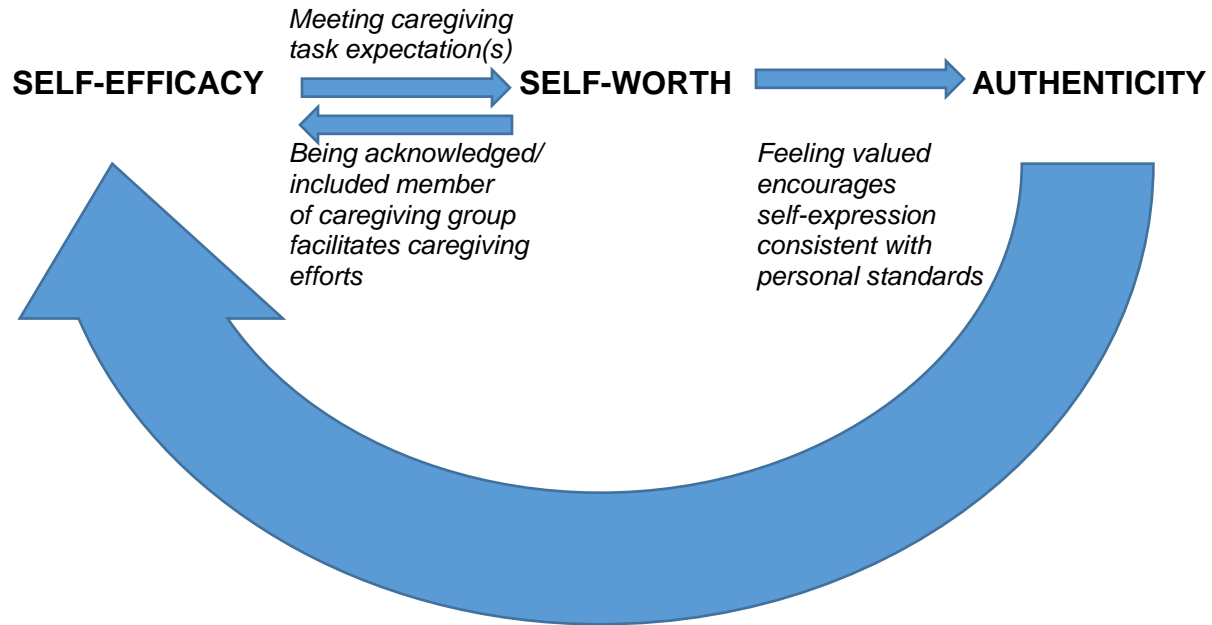 Meeting caregiving
task expectation(s)
SELF-EFFICACY
SELF-WORTH
AUTHENTICITY
Being acknowledged/
included member
of caregiving group
facilitates caregiving
efforts
Feeling valued
encourages
self-expression
consistent with
personal standards